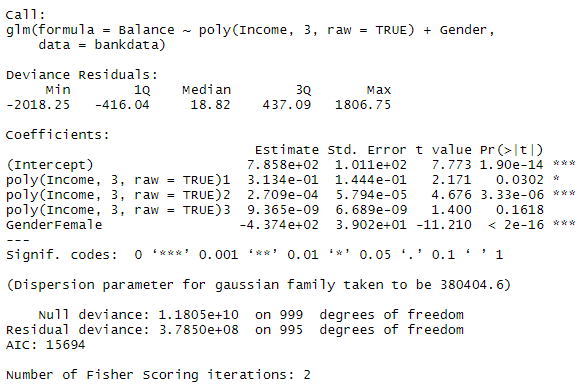 Call:
glm(formula = Balance ~ poly(Income, 3, raw = TRUE) + Gender,
    data = bankdata)

Deviance Residuals:
     Min       1Q   Median       3Q      Max
-2018.25  -416.04    18.82   437.09  1806.75

Coefficients:
                               Estimate Std. Error t value Pr(>|t|)
(Intercept)                   7.858e+02  1.011e+02   7.773 1.90e-14 ***
poly(Income, 3, raw = TRUE)1  3.134e-01  1.444e-01   2.171   0.0302 *
poly(Income, 3, raw = TRUE)2  2.709e-04  5.794e-05   4.676 3.33e-06 ***
poly(Income, 3, raw = TRUE)3  9.365e-09  6.689e-09   1.400   0.1618
GenderFemale                 -4.374e+02  3.902e+01 -11.210  < 2e-16 ***
---
Signif. codes:  0 ‘***’ 0.001 ‘**’ 0.01 ‘*’ 0.05 ‘.’ 0.1 ‘ ’ 1

(Dispersion parameter for gaussian family taken to be 380404.6)

    Null deviance: 1.1805e+10  on 999  degrees of freedom
Residual deviance: 3.7850e+08  on 995  degrees of freedom
AIC: 15694

Number of Fisher Scoring iterations: 2